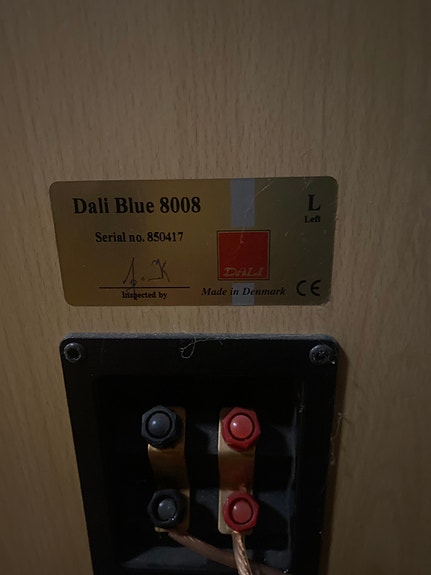 Dali Blue 8008
L
Left
Serial no. 850417
DALI
Inspected by
Made in Denmark CE